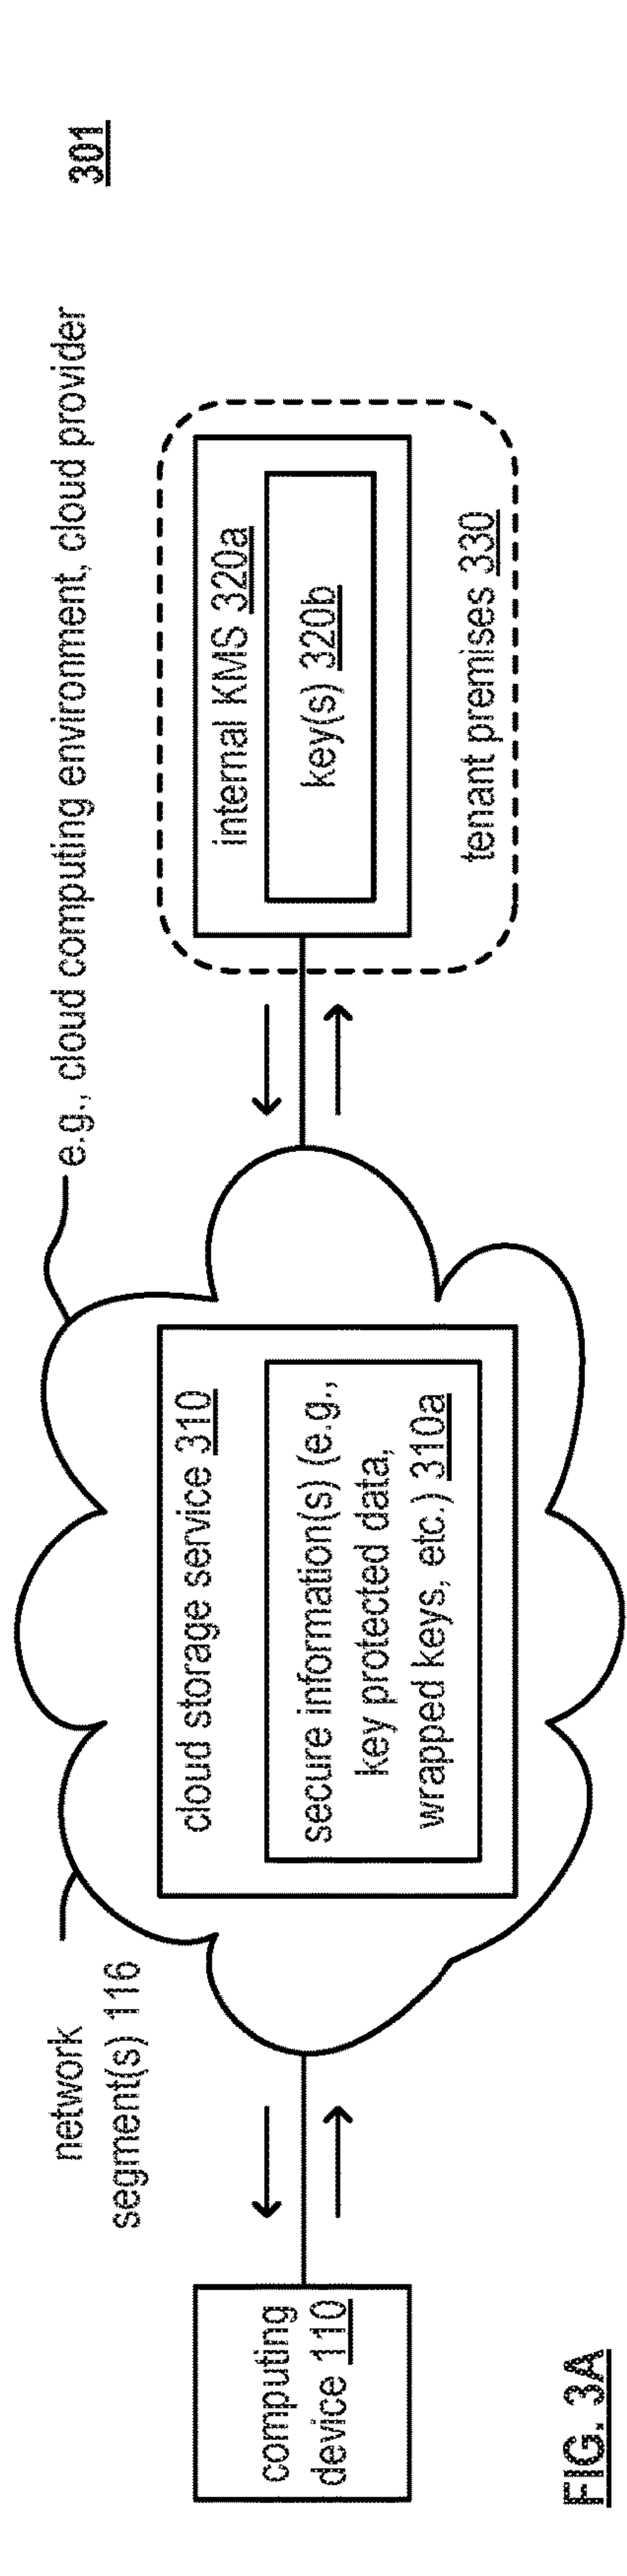 301
e.g., cloud computing environment, cloud provider
network
segment(s) 116
cloud storage service 310
secure information(s) (e.g.,
key protected data,
wrapped keys, etc.) 310a
internal KMS 320a
key(s) 320b
tenant premises 330
computing
device 110
FIG. 3A